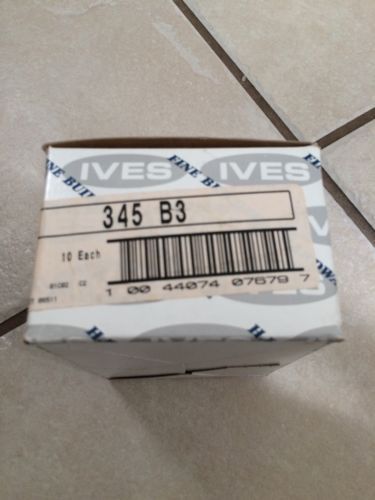 IVES
IVES
FINE BUI
345 B3
10 Each
1 00 44074 07679 7